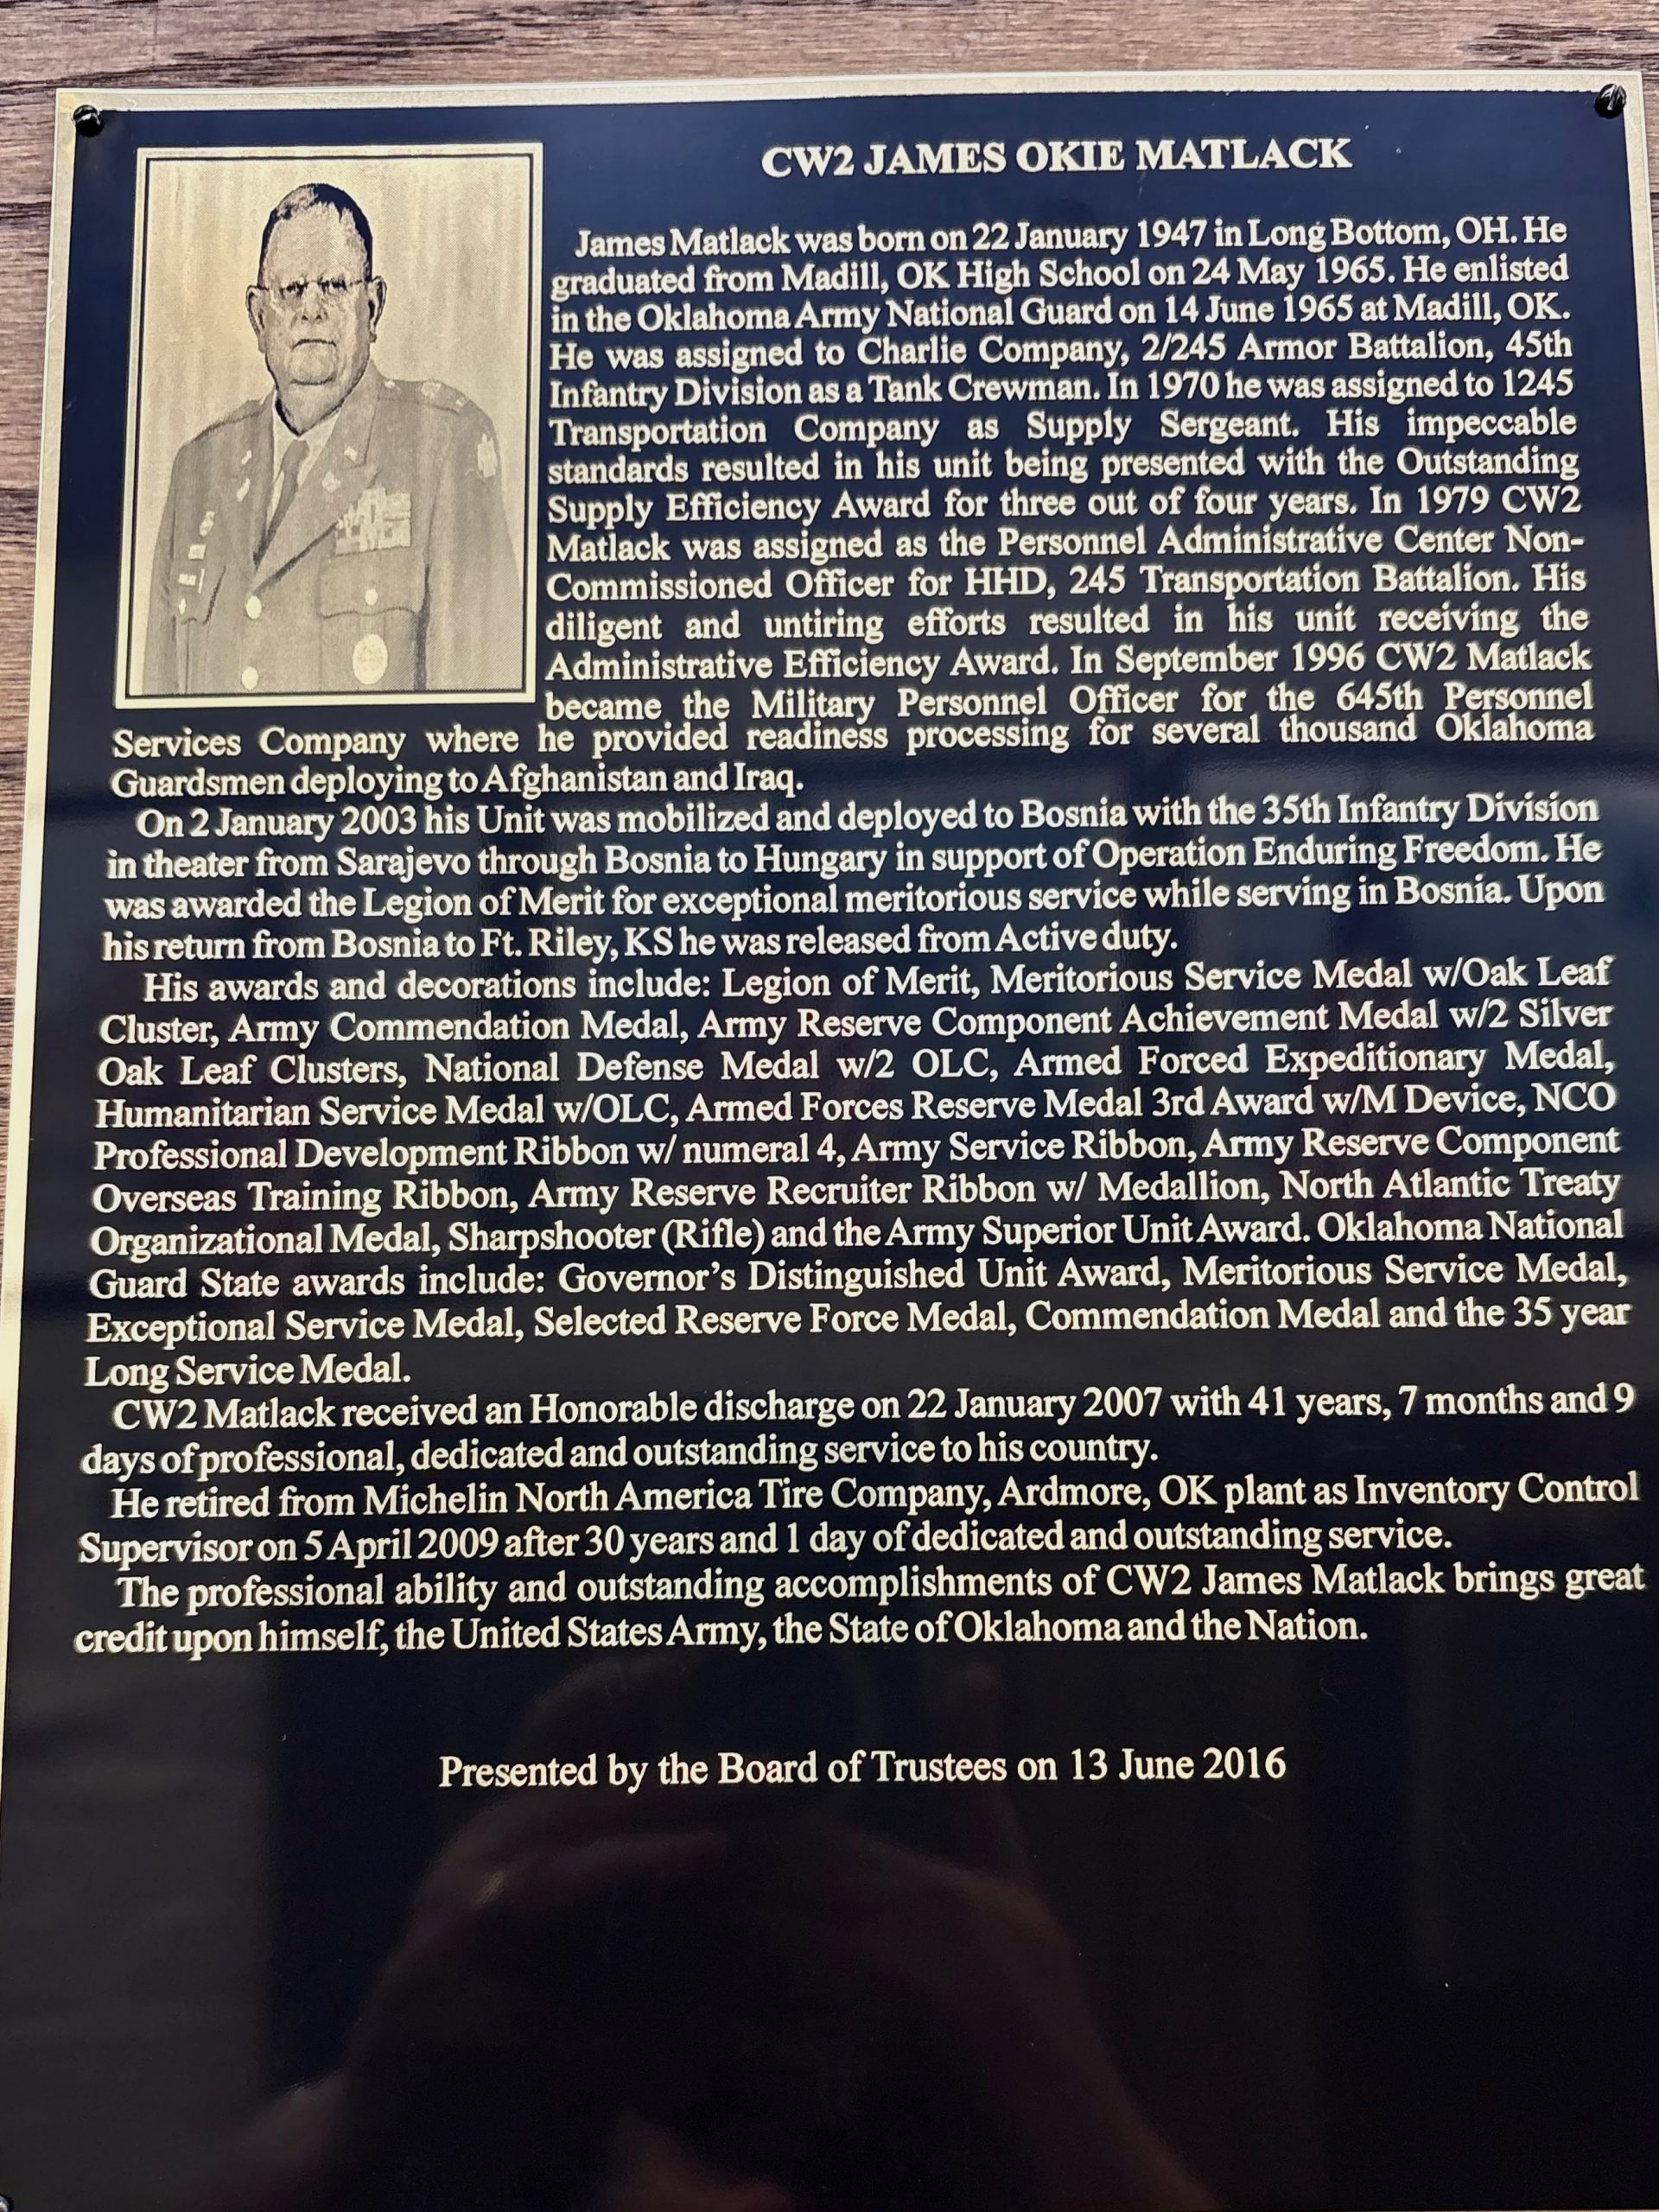 CW2 JAMES OKIE MATLACK
James Matlack was born on 22 January 1947 in Long Bottom, OH. He
graduated from Madill, OK High School on 24 May 1965. He enlisted
in the Oklahoma Army National Guard on 14 June 1965 at Madill, OK.
He was assigned to Charlie Company, 2/245 Armor Battalion, 45th
Infantry Division as a Tank Crewman. In 1970 he was assigned to 1245
Transportation Company as Supply Sergeant. His impeccable
standards resulted in his unit being presented with the Outstanding
Supply Efficiency Award for three out of four years. In 1979 CW2
Matlack was assigned as the Personnel Administrative Center Non-
Commissioned Officer for HHD, 245 Transportation Battalion. His
diligent and untiring efforts resulted in his unit receiving the
Administrative Efficiency Award. In September 1996 CW2 Matlack
became the Military Personnel Officer for the 645th Personnel
Services Company where he provided readiness processing for several thousand Oklahoma
Guardsmen deploying to Afghanistan and Iraq.
On 2 January 2003 his Unit was mobilized and deployed to Bosnia with the 35th Infantry Division
in theater from Sarajevo through Bosnia to Hungary in support of Operation Enduring Freedom. He
was awarded the Legion of Merit for exceptional meritorious service while serving in Bosnia. Upon
his return from Bosnia to Ft. Riley, KS he was released from Active duty.
His awards and decorations include: Legion of Merit, Meritorious Service Medal w/Oak Leaf
Cluster, Army Commendation Medal, Army Reserve Component Achievement Medal w/2 Silver
Oak Leaf Clusters, National Defense Medal w/2 OLC, Armed Forced Expeditionary Medal,
Humanitarian Service Medal w/OLC, Armed Forces Reserve Medal 3rd Award w/M Device, NCO
Professional Development Ribbon w/ numeral 4, Army Service Ribbon, Army Reserve Component
Overseas Training Ribbon, Army Reserve Recruiter Ribbon w/ Medallion, North Atlantic Treaty
Organizational Medal, Sharpshooter (Rifle) and the Army Superior Unit Award. Oklahoma National
Guard State awards include: Governor's Distinguished Unit Award, Meritorious Service Medal,
Exceptional Service Medal, Selected Reserve Force Medal, Commendation Medal and the 35 year
Long Service Medal.
CW2 Matlack received an Honorable discharge on 22 January 2007 with 41 years, 7 months and 9
days of professional, dedicated and outstanding service to his country.
He retired from Michelin North America Tire Company, Ardmore, OK plant as Inventory Control
Supervisor on 5 April 2009 after 30 years and 1 day of dedicated and outstanding service.
The professional ability and outstanding accomplishments of CW2 James Matlack brings great
credit upon himself, the United States Army, the State of Oklahoma and the Nation.
Presented by the Board of Trustees on 13 June 2016